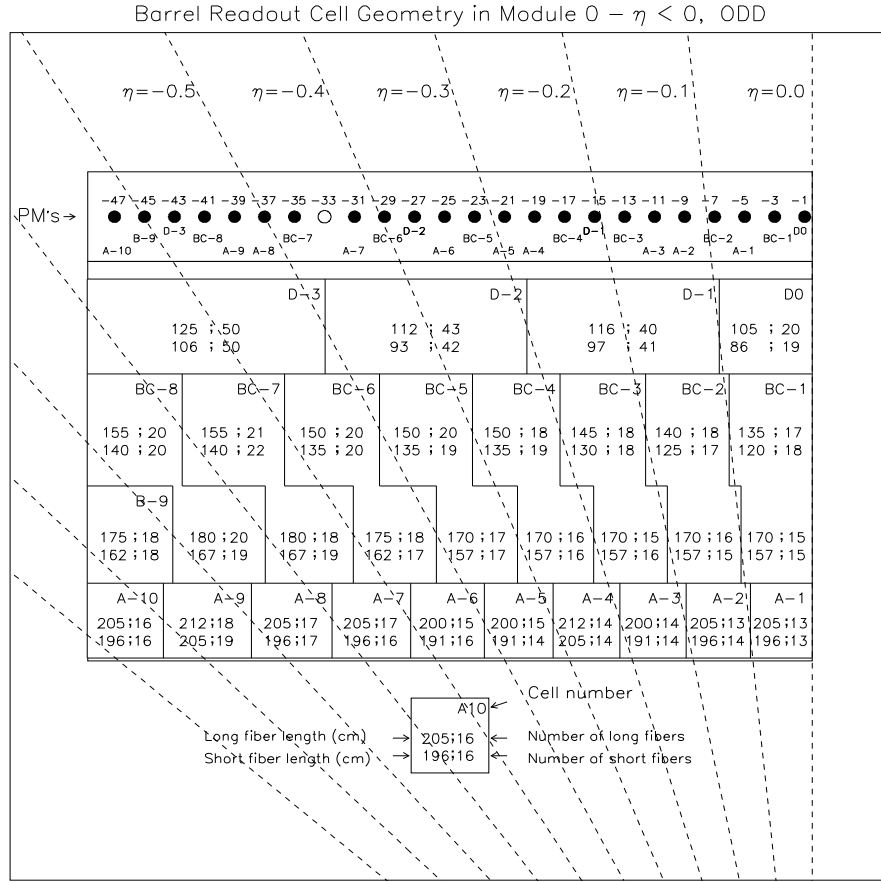 Barrel Readout Cell Geometry in Module 0 − η < 0, ODD
η=−0.5 η=−0.4 η=−0.3 η=−0.2 η=−0.1 η=0.0
−47 −45 −43 −41 −39 −37 −35 −33 −31 −29 −27 −25 −23 −21 −19 −17 −15 −13 −11 −9 −7 −5 −3 −1
PM's→
D−3 D−2 D−1 D0
B−9 BC−8 BC−7 BC−6 BC−5 BC−4 BC−3 BC−2 BC−1
A−10 A−9 A−8 A−7 A−6 A−5 A−4 A−3 A−2 A−1
D−3 D−2 D−1 D0
125 ; 50 112 ; 43 116 ; 40 105 ; 20
106 ; 50 93 ; 42 97 ; 41 86 ; 19
BC−8 BC−7 BC−6 BC−5 BC−4 BC−3 BC−2 BC−1
155 ; 20 155 ; 21 150 ; 20 150 ; 20 150 ; 18 145 ; 18 140 ; 18 135 ; 17
140 ; 20 140 ; 22 135 ; 20 135 ; 19 135 ; 19 130 ; 18 125 ; 17 120 ; 18
B−9
175 ; 18 180 ; 20 180 ; 18 175 ; 18 170 ; 17 170 ; 16 170 ; 15 170 ; 16 170 ; 15
162 ; 18 167 ; 19 167 ; 19 162 ; 17 157 ; 17 157 ; 16 157 ; 16 157 ; 15 157 ; 15
A−10 A−9 A−8 A−7 A−6 A−5 A−4 A−3 A−2 A−1
205;16 212;18 205;17 205;17 200;15 200;15 212;14 200;14 205;13 205;13
196;16 205;19 196;17 196;16 191;16 191;14 205;14 191;14 196;14 196;13
Cell number
A10
Long fiber length (cm) 205;16 Number of long fibers
Short fiber length (cm) 196;16 Number of short fibers